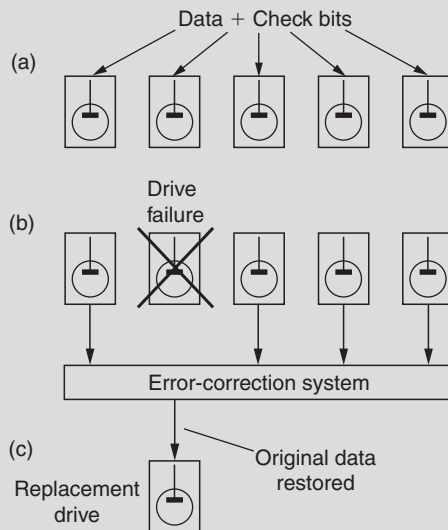 Data + Check bits
(a)
Drive
failure
(b)
Error-correction system
(c)
Original data
restored
Replacement
drive